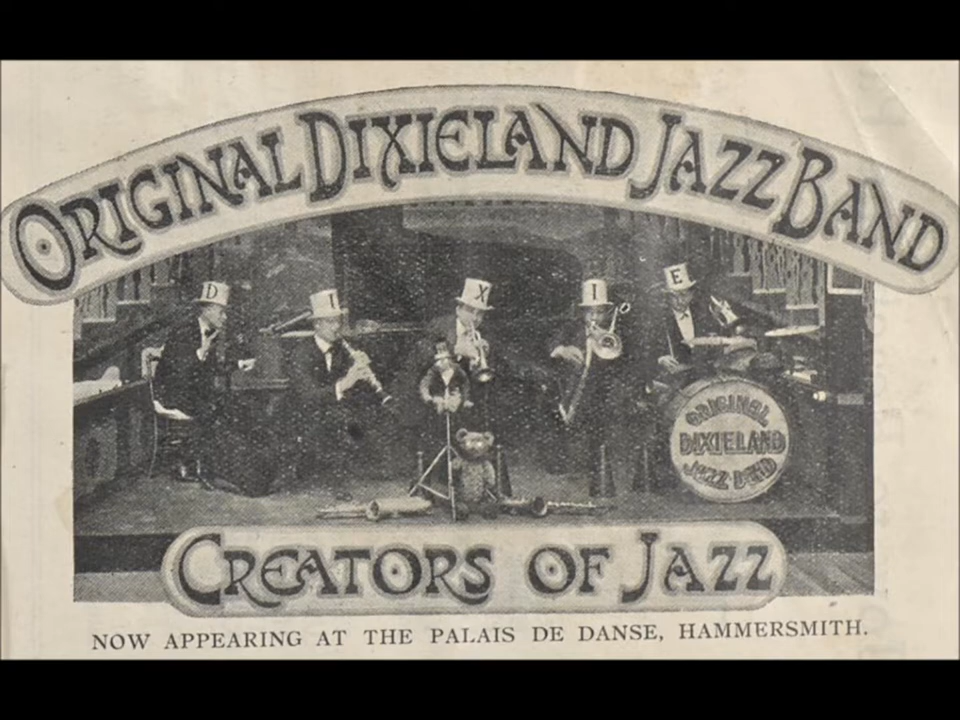 ORIGINAL DIXIELAND JAZZ BAND
D I X I E
ORIGINAL
DIXIELAND
JAZZ BAND
CREATORS OF JAZZ
NOW APPEARING AT THE PALAIS DE DANSE, HAMMERSMITH.